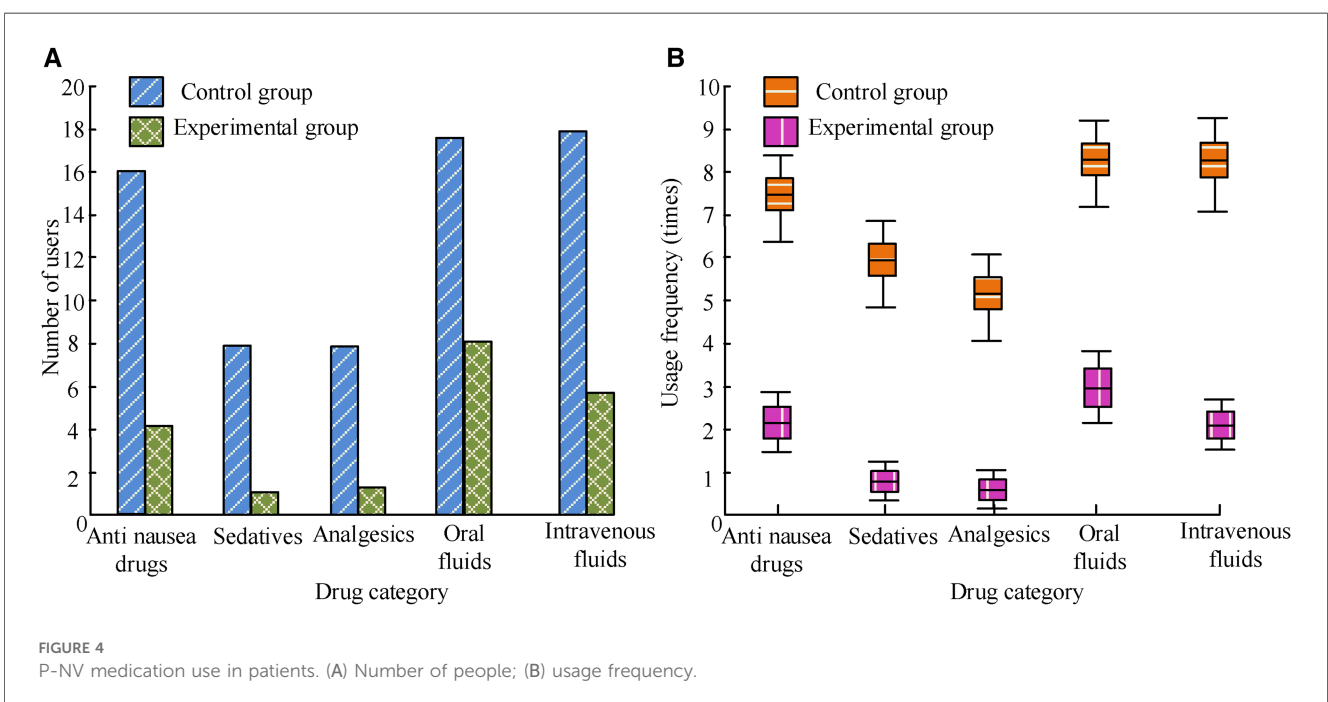 A
20
18
16
14
12
10
8
6
4
2
0
Number of users
Control group
Experimental group
Anti nausea
drugs
Sedatives
Analgesics
Oral
fluids
Intravenous
fluids
Drug category
B
10
9
8
7
6
5
4
3
2
1
0
Usage frequency (times)
Control group
Experimental group
Anti nausea
drugs
Sedatives
Analgesics
Oral
fluids
Intravenous
fluids
Drug category
FIGURE 4
P-NV medication use in patients. (A) Number of people; (B) usage frequency.